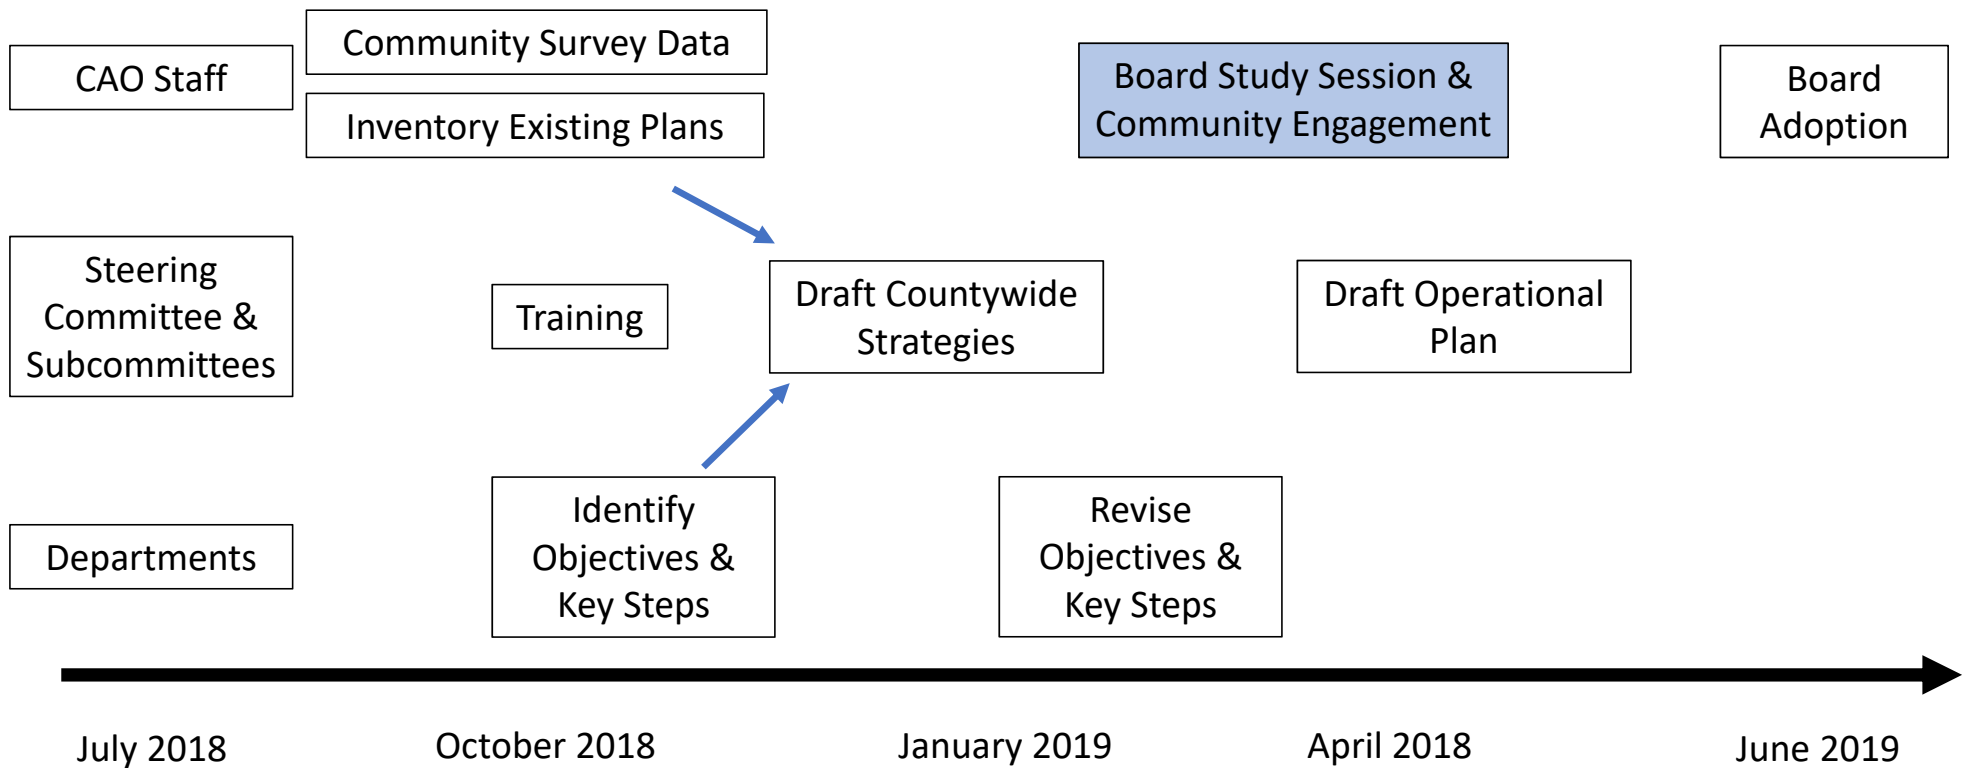 CAO Staff
Community Survey Data
Inventory Existing Plans
Board Study Session &
Community Engagement
Board
Adoption
Steering
Committee &
Subcommittees
Training
Draft Countywide
Strategies
Draft Operational
Plan
Departments
Identify
Objectives &
Key Steps
Revise
Objectives &
Key Steps
July 2018
October 2018
January 2019
April 2018
June 2019